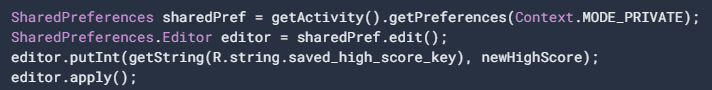 SharedPreferences sharedPref = getActivity().getPreferences(Context.MODE_PRIVATE);
SharedPreferences.Editor editor = sharedPref.edit();
editor.putInt(getString(R.string.saved_high_score_key), newHighScore);
editor.apply();